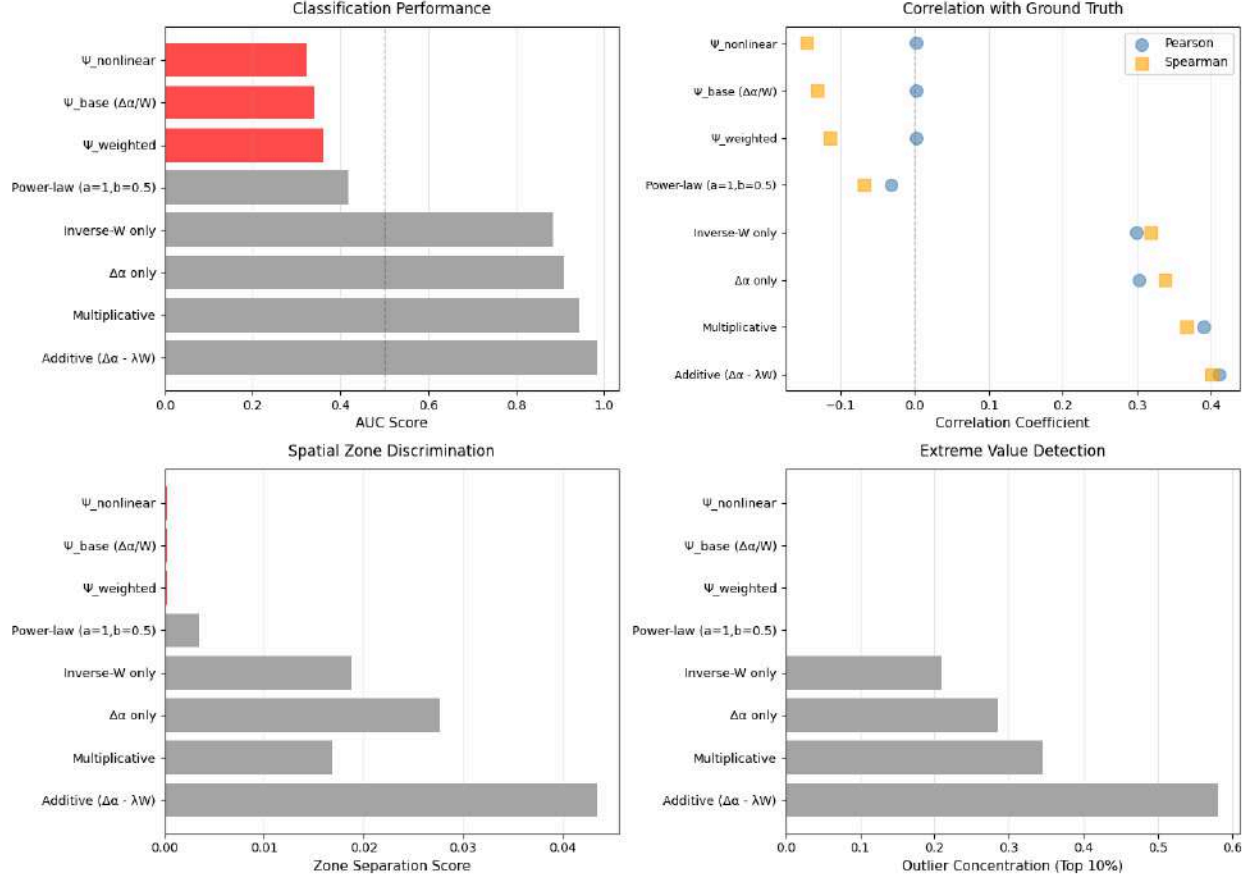 Classification Performance
Ψ_nonlinear
Ψ_base (Δα/W)
Ψ_weighted
Power-law (a=1,b=0.5)
Inverse-W only
Δα only
Multiplicative
Additive (Δα - λW)
0.0 0.2 0.4 0.6 0.8 1.0
AUC Score
Correlation with Ground Truth
Pearson
Spearman
Ψ_nonlinear
Ψ_base (Δα/W)
Ψ_weighted
Power-law (a=1,b=0.5)
Inverse-W only
Δα only
Multiplicative
Additive (Δα - λW)
−0.1 0.0 0.1 0.2 0.3 0.4
Correlation Coefficient
Spatial Zone Discrimination
Ψ_nonlinear
Ψ_base (Δα/W)
Ψ_weighted
Power-law (a=1,b=0.5)
Inverse-W only
Δα only
Multiplicative
Additive (Δα - λW)
0.00 0.01 0.02 0.03 0.04
Zone Separation Score
Extreme Value Detection
Ψ_nonlinear
Ψ_base (Δα/W)
Ψ_weighted
Power-law (a=1,b=0.5)
Inverse-W only
Δα only
Multiplicative
Additive (Δα - λW)
0.0 0.1 0.2 0.3 0.4 0.5 0.6
Outlier Concentration (Top 10%)